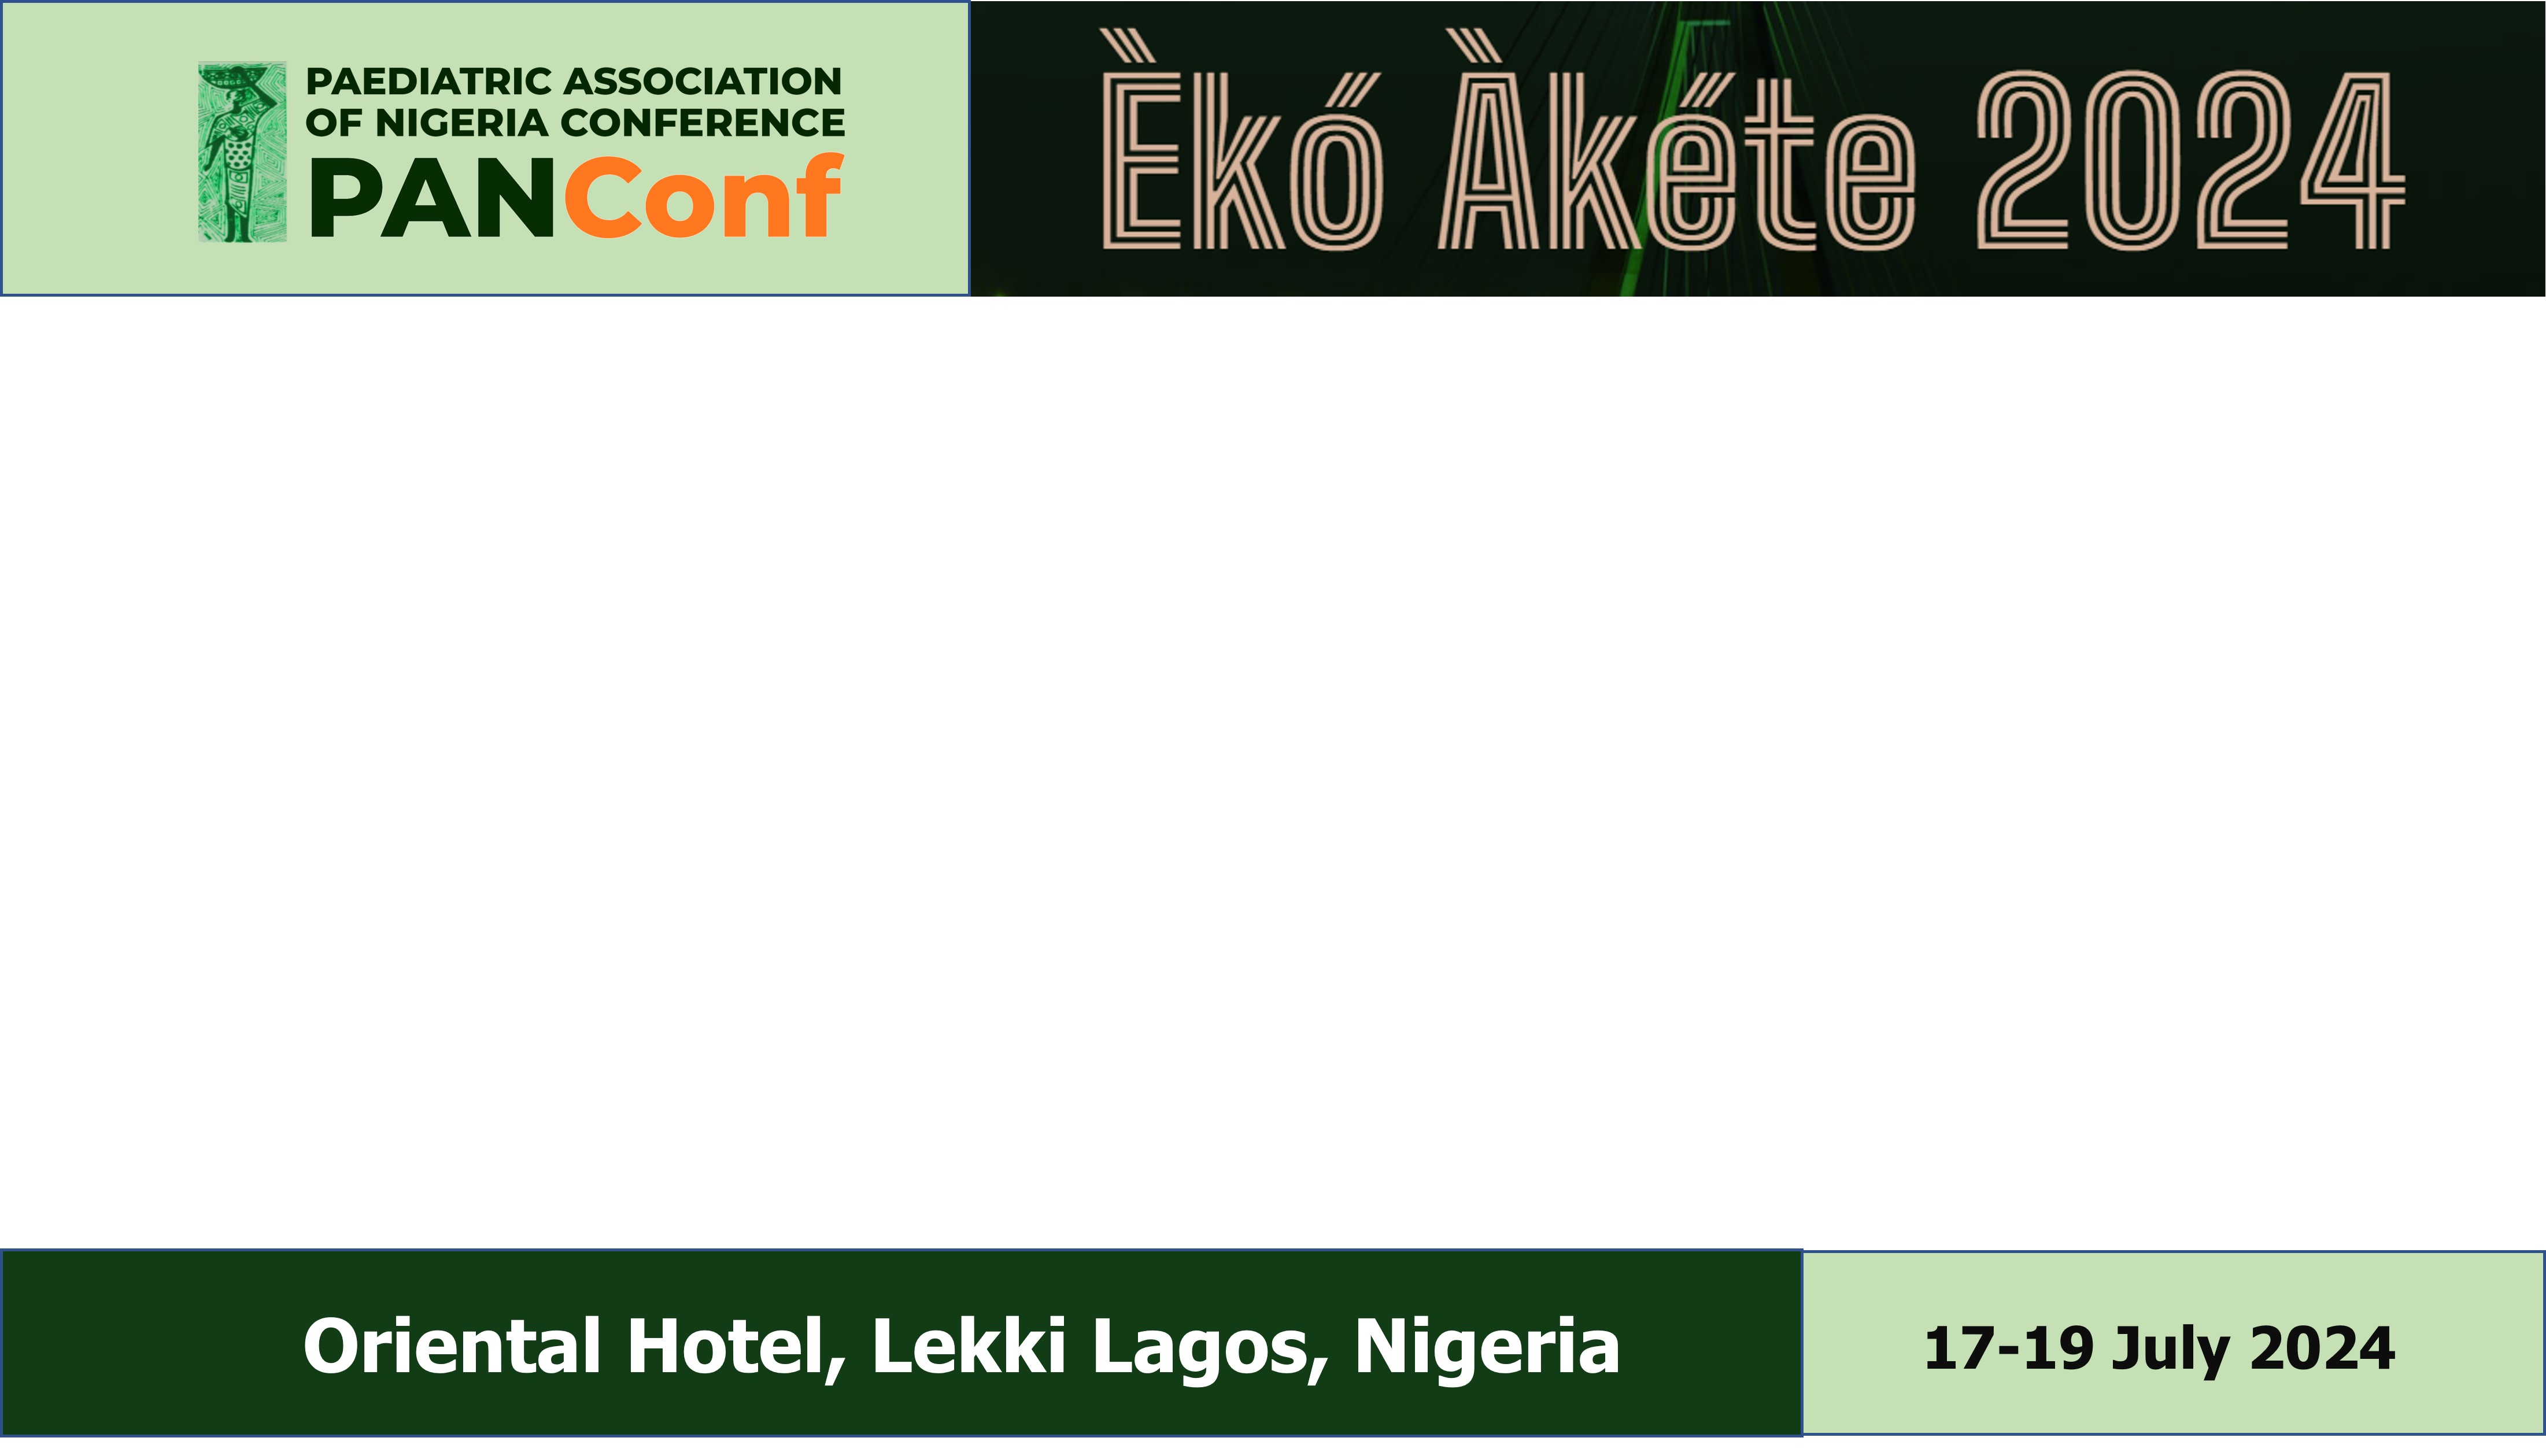 PAEDIATRIC ASSOCIATION
OF NIGERIA CONFERENCE
PANConf
Èkó Àkéte 2024
Oriental Hotel, Lekki Lagos, Nigeria
17-19 July 2024